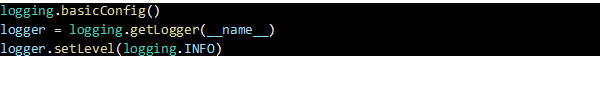 logging.basicConfig()
logger = logging.getLogger(__name__)
logger.setLevel(logging.INFO)